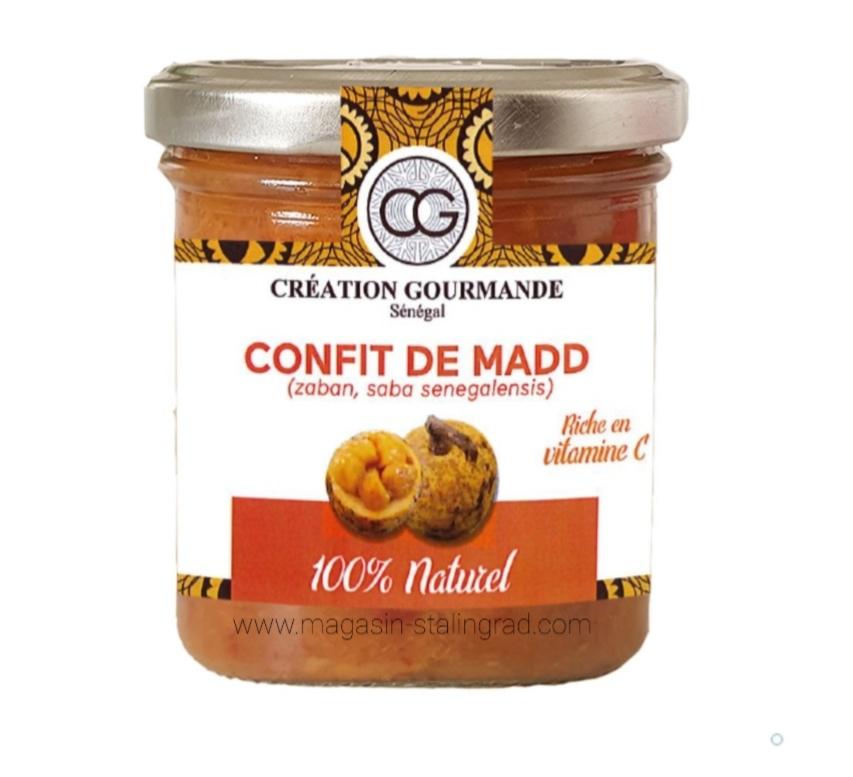 CG
CRÉATION GOURMANDE
Sénégal
CONFIT DE MADD
(zaban, saba senegalensis)
Riche en
vitamine C
100% Naturel
www.magasin-stalingrad.com